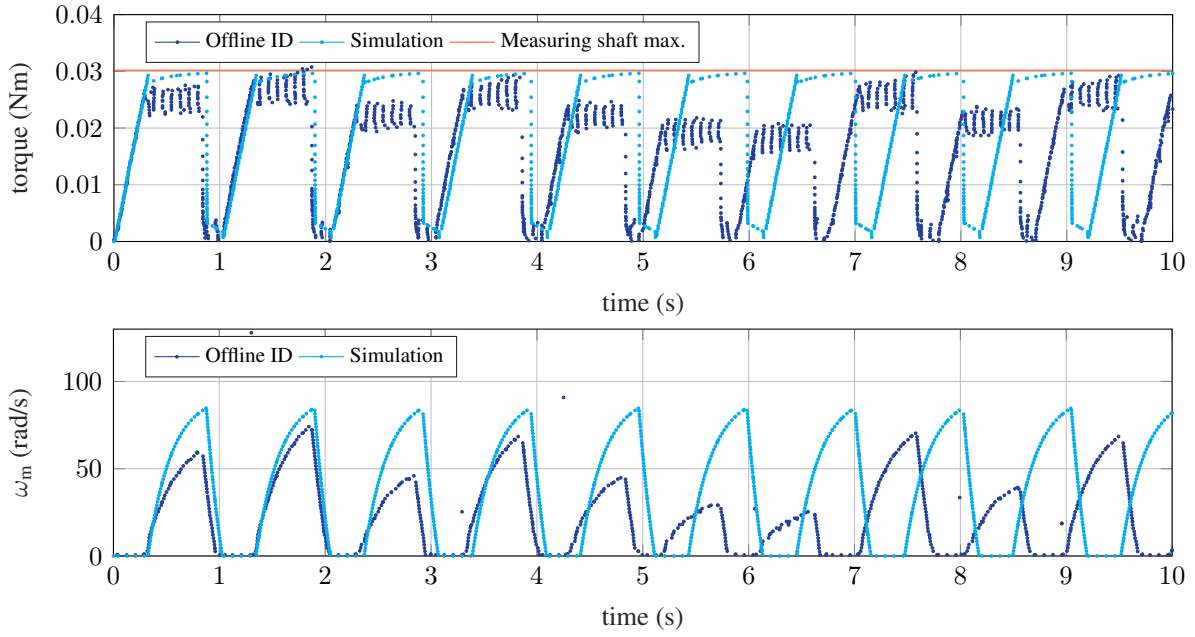 0.04
0.03
0.02
0.01
0
torque (Nm)
Offline ID Simulation Measuring shaft max.
0 1 2 3 4 5 6 7 8 9 10
time (s)
100
50
0
ω_m (rad/s)
Offline ID Simulation
0 1 2 3 4 5 6 7 8 9 10
time (s)